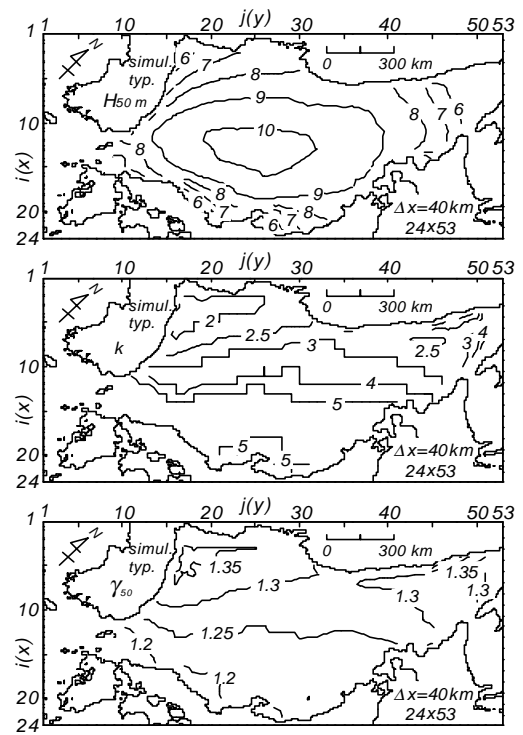 j(y)
1 10 20 30 40 50 53
N
simul.
typ.
H50 m
0 300 km
6
7
8
9
10
8
7
6
8
9
8
6
7
8
6
7
8
i(x)
1
10
20
24
Δx=40km
24x53
j(y)
1 10 20 30 40 50 53
N
simul.
typ.
k
0 300 km
2
2.5
3
4
5
5
5
2.5
3
4
i(x)
1
10
20
24
Δx=40km
24x53
j(y)
1 10 20 30 40 50 53
N
simul.
typ.
γ50
0 300 km
1.35
1.3
1.25
1.2
1.2
1.35
1.3
1.3
i(x)
1
10
20
24
Δx=40km
24x53